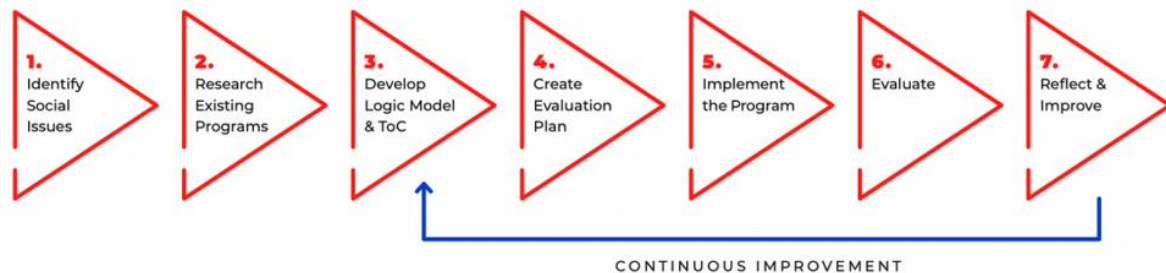 1.
Identify
Social
Issues
2.
Research
Existing
Programs
3.
Develop
Logic Model
& ToC
4.
Create
Evaluation
Plan
5.
Implement
the Program
6.
Evaluate
7.
Reflect &
Improve
CONTINUOUS IMPROVEMENT